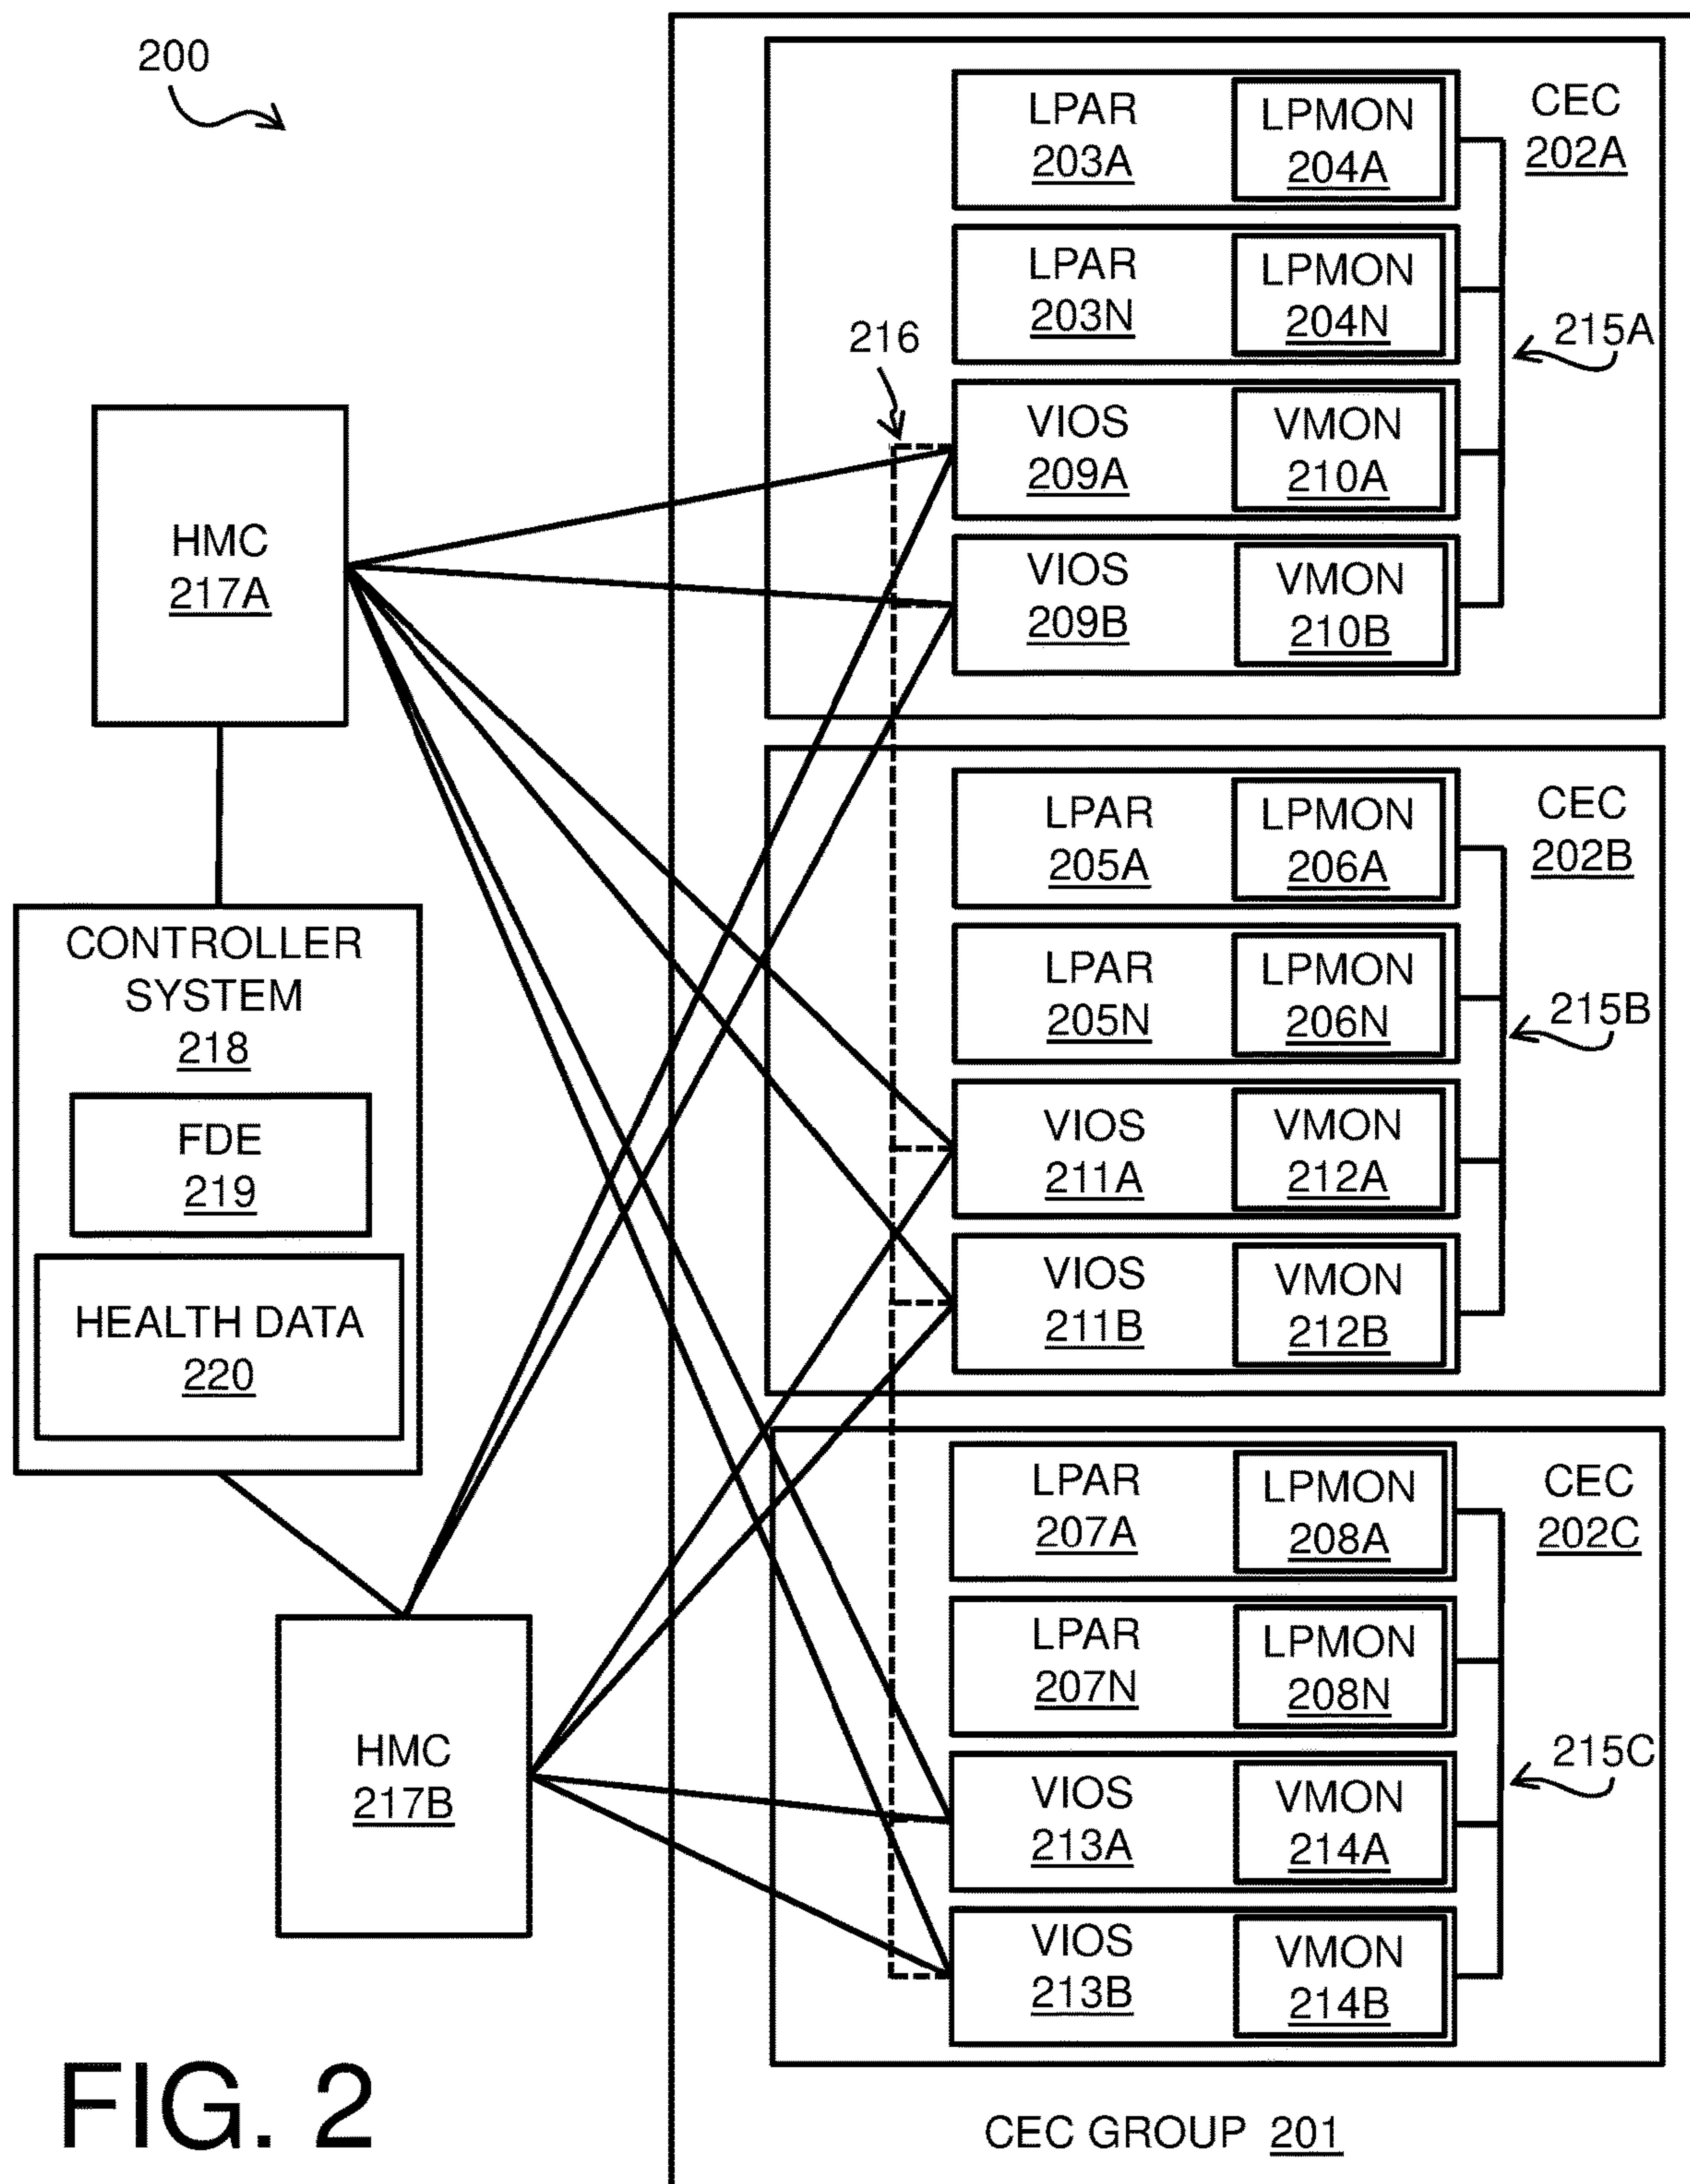 200
LPAR
203A
LPMON
204A
CEC
202A
LPAR
203N
LPMON
204N
215A
216
VIOS
209A
VMON
210A
VIOS
209B
VMON
210B
HMC
217A
LPAR
205A
LPMON
206A
CEC
202B
LPAR
205N
LPMON
206N
215B
VIOS
211A
VMON
212A
VIOS
211B
VMON
212B
CONTROLLER
SYSTEM
218
FDE
219
HEALTH DATA
220
LPAR
207A
LPMON
208A
CEC
202C
LPAR
207N
LPMON
208N
215C
VIOS
213A
VMON
214A
VIOS
213B
VMON
214B
HMC
217B
FIG. 2
CEC GROUP 201